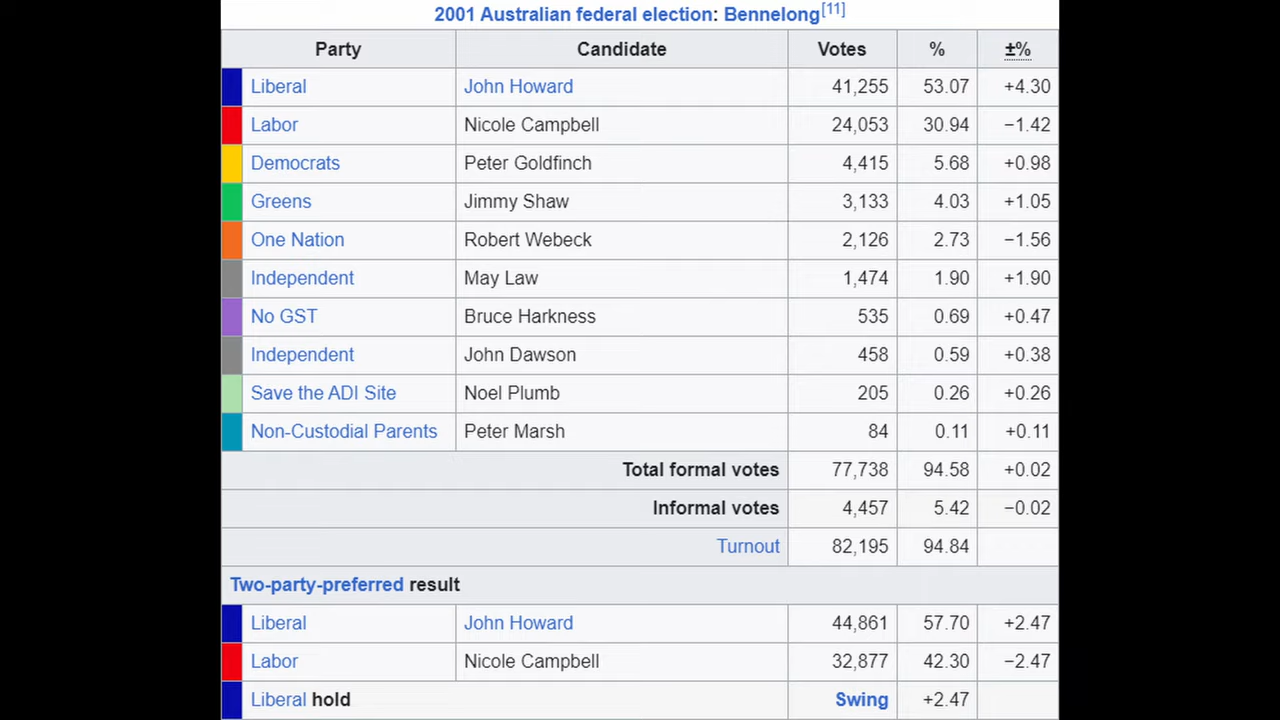 2001 Australian federal election: Bennelong[11]
Party Candidate Votes % ±%
Liberal John Howard 41,255 53.07 +4.30
Labor Nicole Campbell 24,053 30.94 −1.42
Democrats Peter Goldfinch 4,415 5.68 +0.98
Greens Jimmy Shaw 3,133 4.03 +1.05
One Nation Robert Webeck 2,126 2.73 −1.56
Independent May Law 1,474 1.90 +1.90
No GST Bruce Harkness 535 0.69 +0.47
Independent John Dawson 458 0.59 +0.38
Save the ADI Site Noel Plumb 205 0.26 +0.26
Non-Custodial Parents Peter Marsh 84 0.11 +0.11
Total formal votes 77,738 94.58 +0.02
Informal votes 4,457 5.42 −0.02
Turnout 82,195 94.84
Two-party-preferred result
Liberal John Howard 44,861 57.70 +2.47
Labor Nicole Campbell 32,877 42.30 −2.47
Liberal hold Swing +2.47